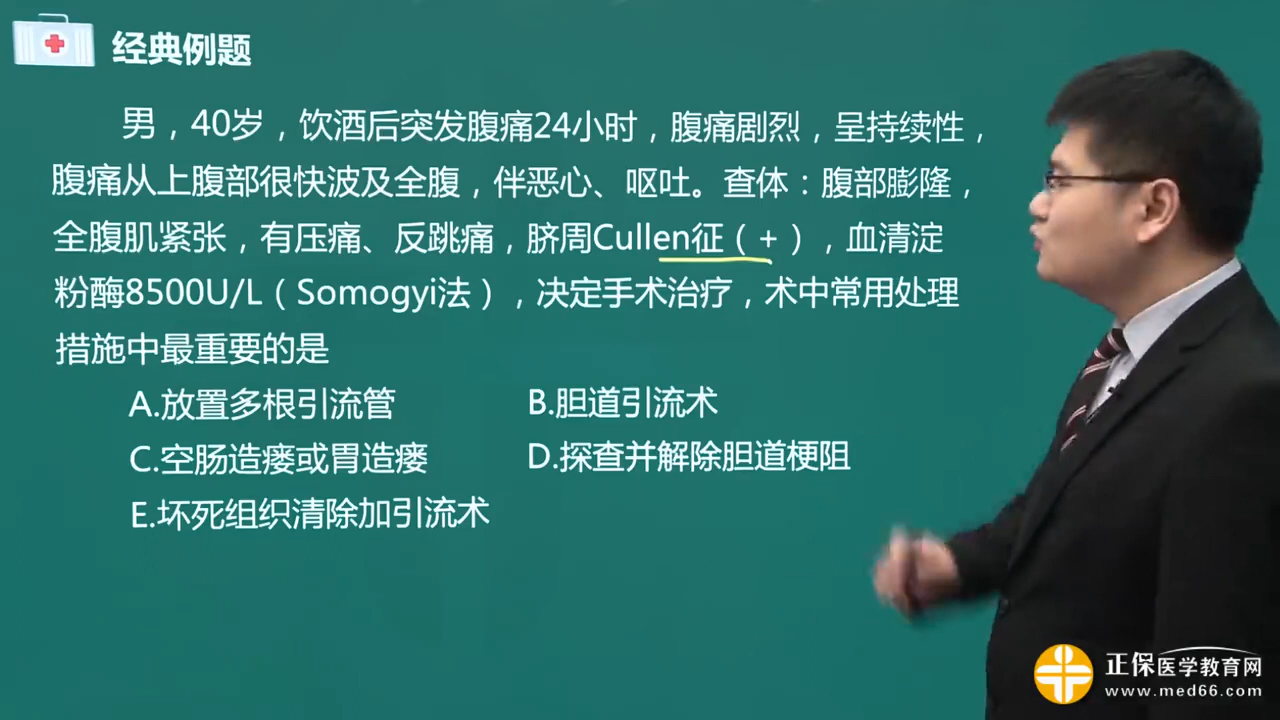 经典例题
男，40岁，饮酒后突发腹痛24小时，腹痛剧烈，呈持续性，
腹痛从上腹部很快波及全腹，伴恶心、呕吐。查体：腹部膨隆，
全腹肌紧张，有压痛、反跳痛，脐周Cullen征（+），血清淀
粉酶8500U/L（Somogyi法），决定手术治疗，术中常用处理
措施中最重要的是
A.放置多根引流管
B.胆道引流术
C.空肠造瘘或胃造瘘
D.探查并解除胆道梗阻
E.坏死组织清除加引流术
正保医学教育网
www.med66.com